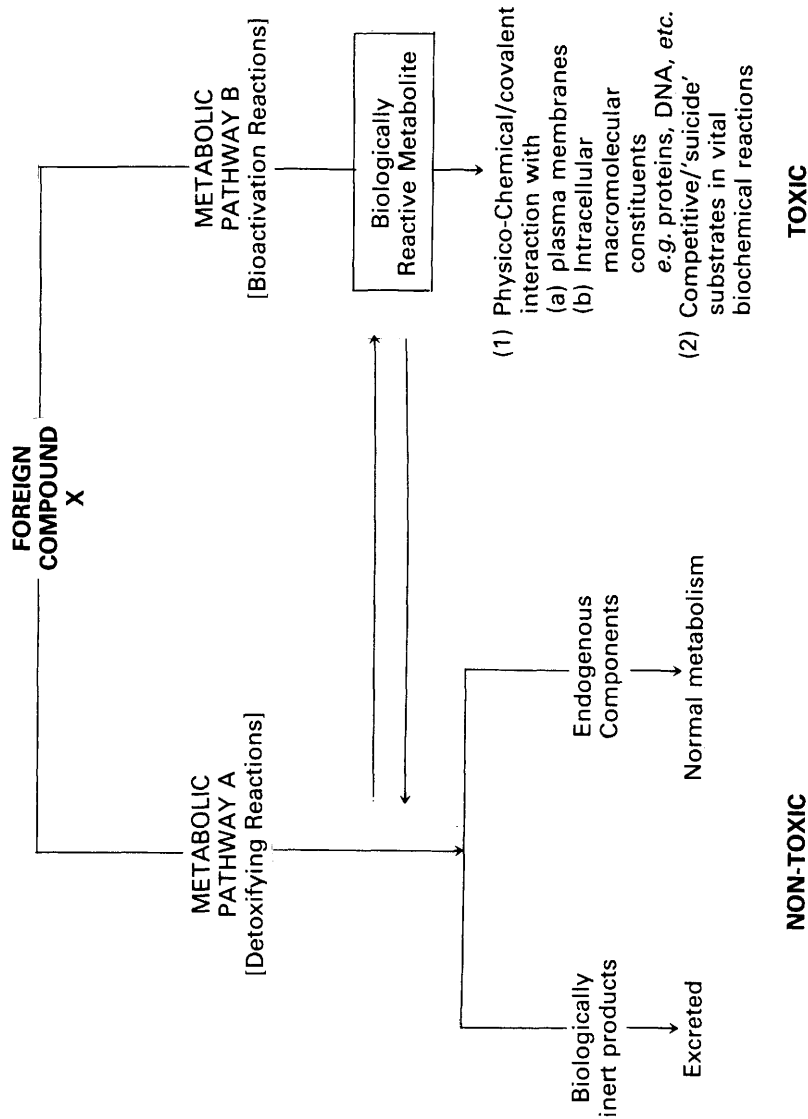 FOREIGN
COMPOUND
X
METABOLIC
PATHWAY A
[Detoxifying Reactions]
METABOLIC
PATHWAY B
[Bioactivation Reactions]
Biologically
Reactive Metabolite
Biologically
inert products
Excreted
Endogenous
Components
Normal metabolism
(1) Physico-Chemical/covalent
interaction with
(a) plasma membranes
(b) Intracellular
macromolecular
constituents
e.g. proteins, DNA, etc.
(2) Competitive/‘suicide’
substrates in vital
biochemical reactions
NON-TOXIC
TOXIC